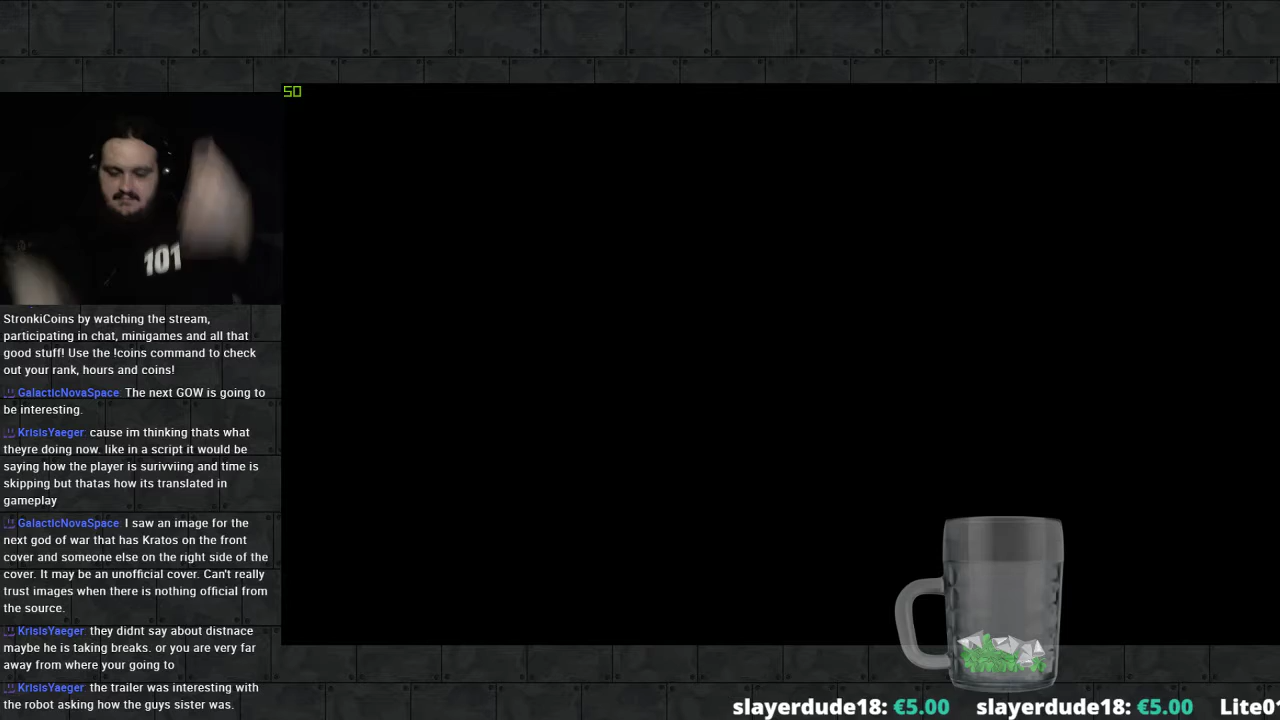 50
101
StronkiCoins by watching the stream,
participating in chat, minigames and all that
good stuff! Use the !coins command to check
out your rank, hours and coins!
GalacticNovaSpace: The next GOW is going to
be interesting.
KrisisYaeger: cause im thinking thats what
theyre doing now. like in a script it would be
saying how the player is surivviing and time is
skipping but thatas how its translated in
gameplay
GalacticNovaSpace: I saw an image for the
next god of war that has Kratos on the front
cover and someone else on the right side of the
cover. It may be an unofficial cover. Can't really
trust images when there is nothing official from
the source.
KrisisYaeger: they didnt say about distnace
maybe he is taking breaks. or you are very far
away from where your going to
KrisisYaeger: the trailer was interesting with
the robot asking how the guys sister was.
slayerdude18: €5.00 slayerdude18: €5.00 Lite01